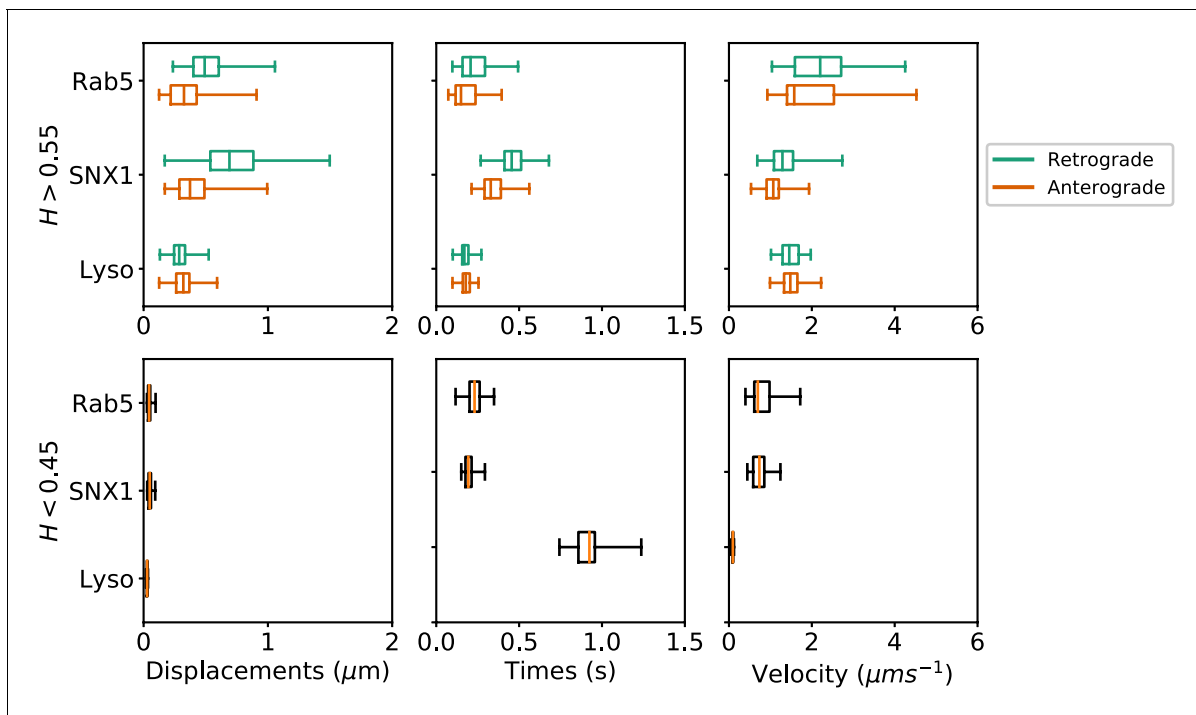 H > 0.55
Rab5
SNX1
Lyso
0 1 2
0.0 0.5 1.0 1.5
0 2 4 6
Retrograde
Anterograde
H < 0.45
Rab5
SNX1
Lyso
0 1 2
0.0 0.5 1.0 1.5
0 2 4 6
Displacements (μm)
Times (s)
Velocity (μms⁻¹)